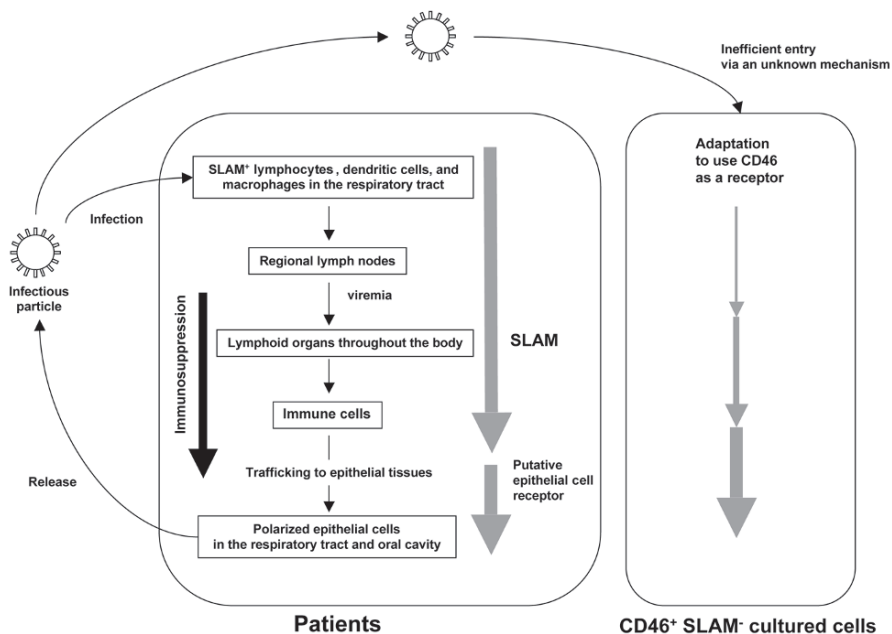 Inefficient entry
via an unknown mechanism
SLAM⁺ lymphocytes, dendritic cells, and
macrophages in the respiratory tract
Adaptation
to use CD46
as a receptor
Infection
Regional lymph nodes
Infectious
particle
viremia
Immunosuppression
Lymphoid organs throughout the body
SLAM
Immune cells
Trafficking to epithelial tissues
Putative
epithelial cell
receptor
Release
Polarized epithelial cells
in the respiratory tract and oral cavity
Patients
CD46⁺ SLAM⁻ cultured cells